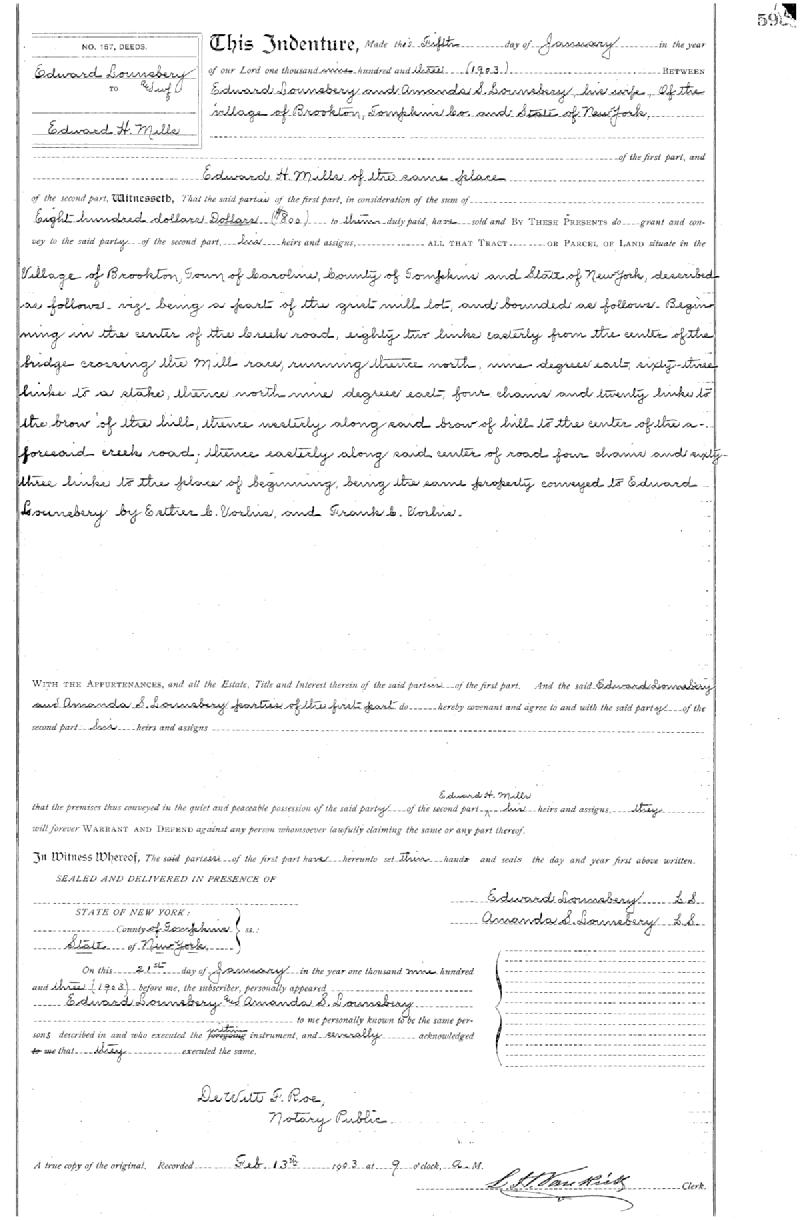 59
NO. 157, DEEDS.
Edward Lounsbery
& wf
TO
Edward H. Mills
This Indenture, Made this Fifth day of January in the year
of our Lord one thousand nine hundred and three (1903) BETWEEN
Edward Lounsbery and Amanda S. Lounsbery, his wife, Of the
village of Brookton, Tompkins Co. and State of New York,
of the first part, and
Edward H. Mills of the same place
of the second part, Witnesseth, That the said parties of the first part, in consideration of the sum of
Eight hundred dollars Dollars ($800) to them duly paid, have sold and BY THESE PRESENTS do grant and con-
vey to the said party of the second part, his heirs and assigns, ALL THAT TRACT OR PARCEL OF LAND situate in the
Village of Brookton, Town of Caroline, County of Tompkins and State of New York, described
as follows - viz - being a part of the grist mill lot, and bounded as follows - Begin-
ning in the center of the Creek road, eighty two links easterly from the center of the
bridge crossing the Mill race, running thence north, nine degrees east, sixty-three
links to a stake, thence north nine degrees east, four chains and twenty links to
the brow of the hill, thence westerly along said brow of hill to the center of the a-
foresaid creek road; thence easterly along said center of road four chains and sixty-
three links to the place of beginning, being the same property conveyed to Edward
Lounsbery by Esther C. Vorhis, and Frank C. Vorhis.
WITH THE APPURTENANCES, and all the Estate, Title and Interest therein of the said parties of the first part. And the said Edward Lounsbery
and Amanda S. Lounsbery parties of the first part do hereby covenant and agree to and with the said party of the
second part his heirs and assigns
Edward H. Mills
that the premises thus conveyed in the quiet and peaceable possession of the said party of the second part, his heirs and assigns, they
will forever WARRANT AND DEFEND against any person whomsoever lawfully claiming the same or any part thereof.
In Witness Whereof, The said parties of the first part have hereunto set their hands and seals the day and year first above written.
SEALED AND DELIVERED IN PRESENCE OF
Edward Lounsbery L.S.
Amanda S. Lounsbery L.S.
STATE OF NEW YORK:
County of Tompkins ss.:
State of New York
On this 21st day of January in the year one thousand nine hundred
and three (1903) before me, the subscriber, personally appeared
Edward Lounsbery and Amanda S. Lounsbery
to me personally known to be the same per-
within
sons described in and who executed the foregoing instrument, and severally acknowledged
to me that they executed the same.
DeWitt F. Roe,
Notary Public
A true copy of the original. Recorded Feb. 13th 1903 at 9 o'clock, A. M.
Clerk.